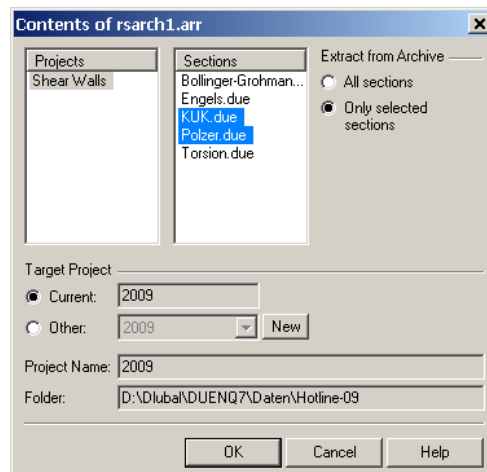 Contents of rsarch1.arr
Projects
Shear Walls
Sections
Bollinger-Grohman...
Engels.due
KUK.due
Polzer.due
Torsion.due
Extract from Archive
All sections
Only selected
sections
Target Project
Current: 2009
Other: 2009 New
Project Name: 2009
Folder: D:\Dlubal\DUENQ7\Daten\Hotline-09
OK Cancel Help